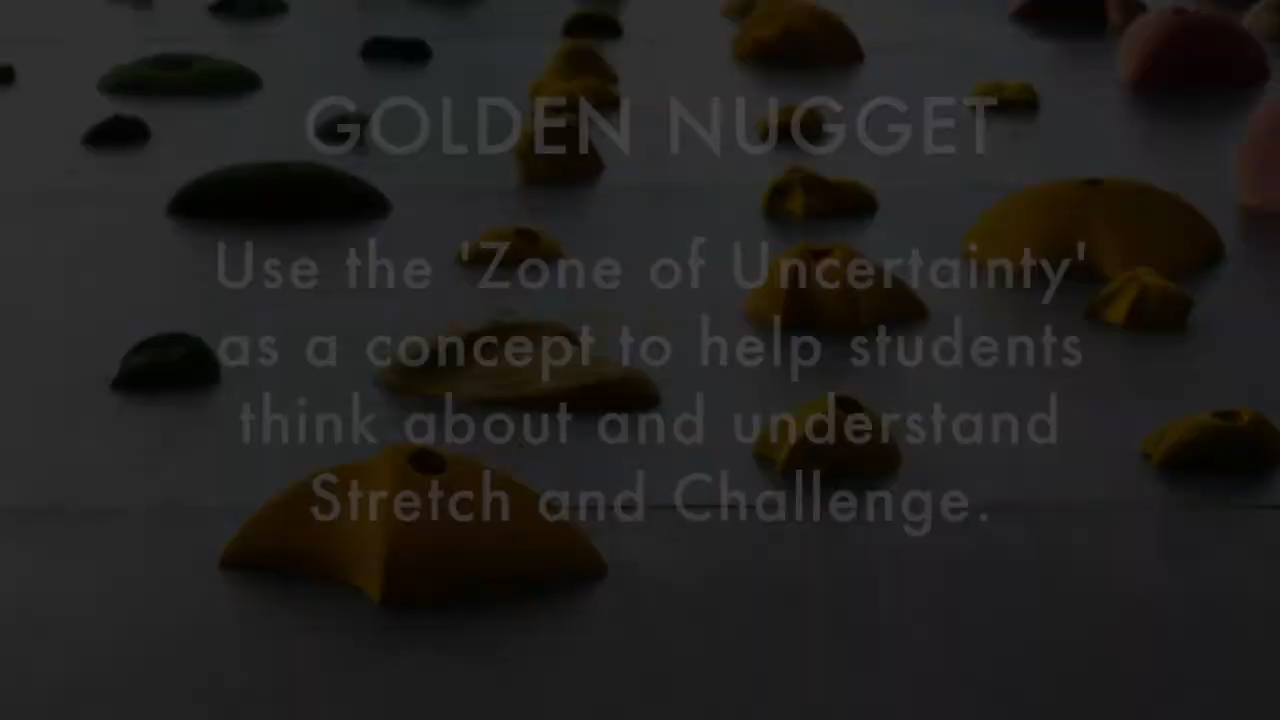 GOLDEN NUGGET
Use the 'Zone of Uncertainty'
as a concept to help students
think about and understand
Stretch and Challenge.